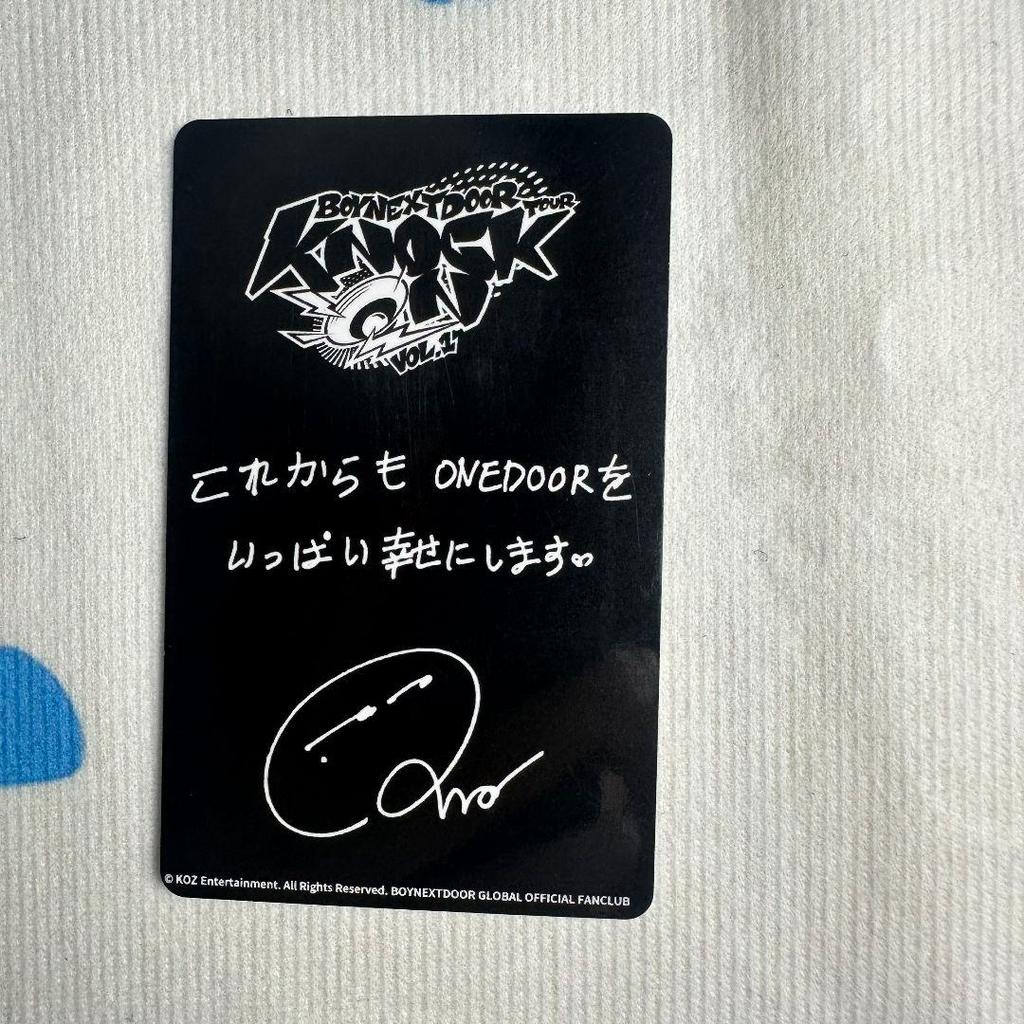 BOYNEXTDOOR TOUR
KNOCK
ON
VOL.1
これからも ONEDOORを
いっぱい幸せにします
© KOZ Entertainment. All Rights Reserved. BOYNEXTDOOR GLOBAL OFFICIAL FANCLUB